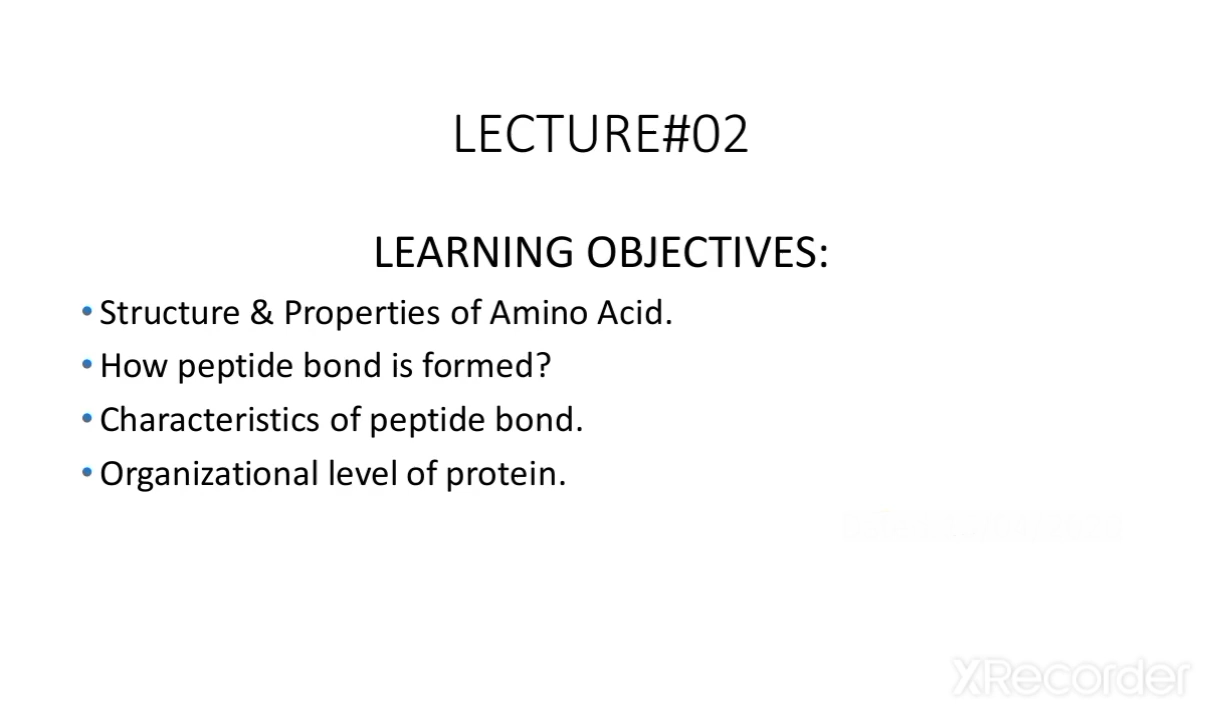 LECTURE#02
LEARNING OBJECTIVES:
• Structure & Properties of Amino Acid.
• How peptide bond is formed?
• Characteristics of peptide bond.
• Organizational level of protein.
XRecorder